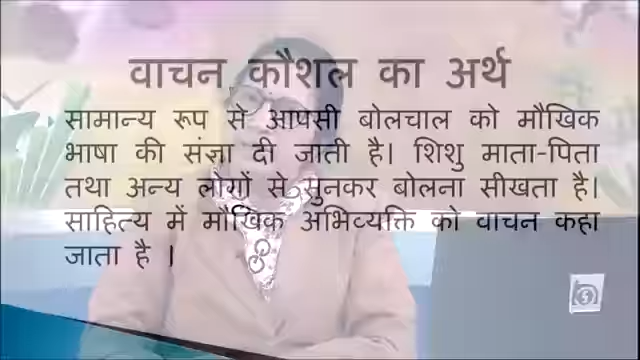 वाचन कौशल का अर्थ
सामान्य रूप से आपसी बोलचाल को मौखिक
भाषा की संज्ञा दी जाती है। शिशु माता-पिता
तथा अन्य लोगों से सुनकर बोलना सीखता है।
साहित्य में मौखिक अभिव्यक्ति को वाचन कहा
जाता है ।